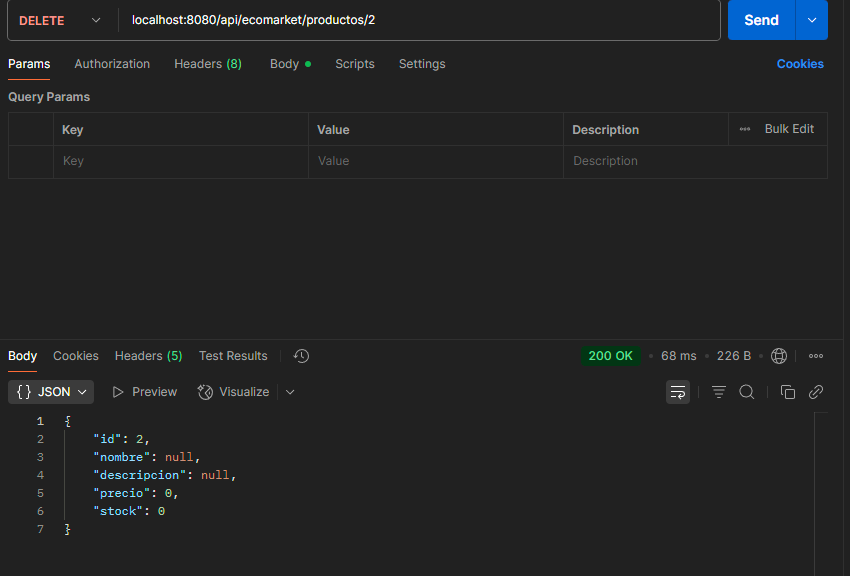 DELETE localhost:8080/api/ecomarket/productos/2 Send
Params Authorization Headers (8) Body Scripts Settings Cookies
Query Params
Key Value Description Bulk Edit
Key Value Description
Body Cookies Headers (5) Test Results 200 OK 68 ms 226 B
{} JSON Preview Visualize
1 {
2 "id": 2,
3 "nombre": null,
4 "descripcion": null,
5 "precio": 0,
6 "stock": 0
7 }